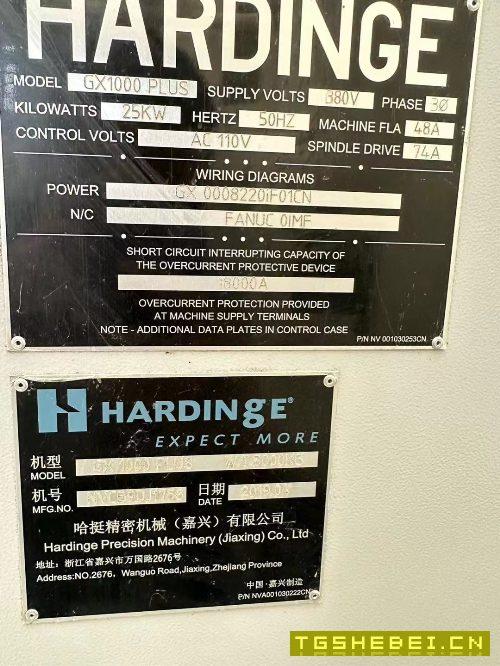 HARDINGE
MODEL GX1000 PLUS SUPPLY VOLTS 380V PHASE 3Ø
KILOWATTS 25KW HERTZ 50HZ MACHINE FLA 48A
CONTROL VOLTS AC 110V SPINDLE DRIVE 74A
WIRING DIAGRAMS
POWER GX 0008220iF01CN
N/C FANUC 0IMF
SHORT CIRCUIT INTERRUPTING CAPACITY OF
THE OVERCURRENT PROTECTIVE DEVICE
18000A
OVERCURRENT PROTECTION PROVIDED
AT MACHINE SUPPLY TERMINALS
NOTE - ADDITIONAL DATA PLATES IN CONTROL CASE
P/N NV 001030253CN
HARDINGE®
EXPECT MORE
机型 GX1000 PLUS
机号 日期 2019.03
MFG.NO. DATE
哈挺精密机械（嘉兴）有限公司
Hardinge Precision Machinery (Jiaxing) Co., Ltd
地址: 浙江省嘉兴市万国路2676号
Address:NO.2676, Wanguo Road,Jiaxing,Zhejiang Province
中国·嘉兴制造
P/N NVA001030222CN
TGSHEBEI.CN